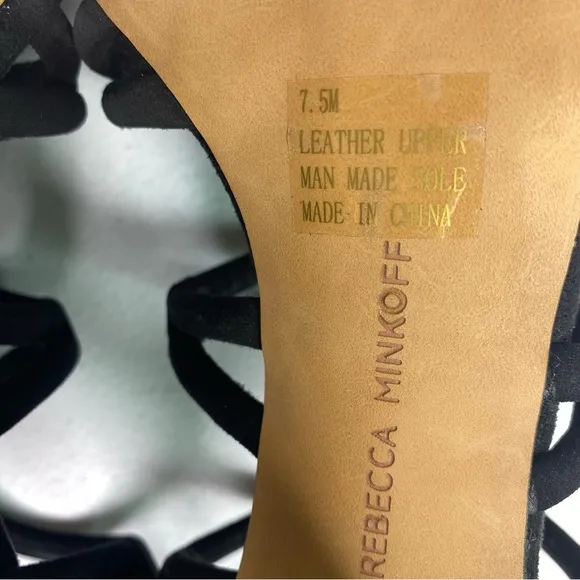 7.5M
LEATHER UPPER
MAN MADE SOLE
MADE IN CHINA
REBECCA MINKOFF